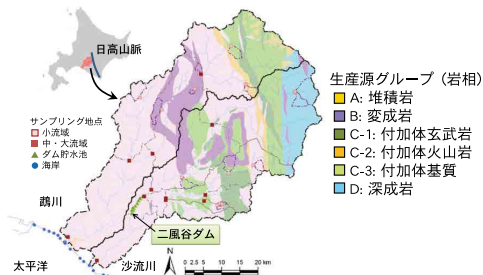 日高山脈
サンプリング地点
小流域
中・大流域
ダム貯水池
海岸
鵡川
二風谷ダム
太平洋
沙流川
N
0 2.5 5 10 15 20 km
生産源グループ（岩相）
A: 堆積岩
B: 変成岩
C-1: 付加体玄武岩
C-2: 付加体火山岩
C-3: 付加体基質
D: 深成岩